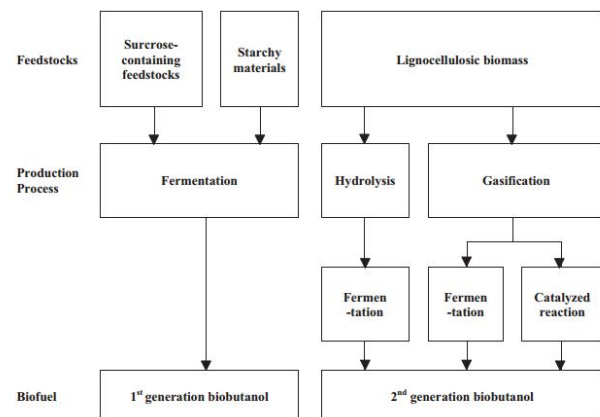 Feedstocks
Surcrose-
containing
feedstocks
Starchy
materials
Lignocellulosic biomass
Production
Process
Fermentation
Hydrolysis
Gasification
Fermen
-tation
Fermen
-tation
Catalyzed
reaction
Biofuel
1st generation biobutanol
2nd generation biobutanol